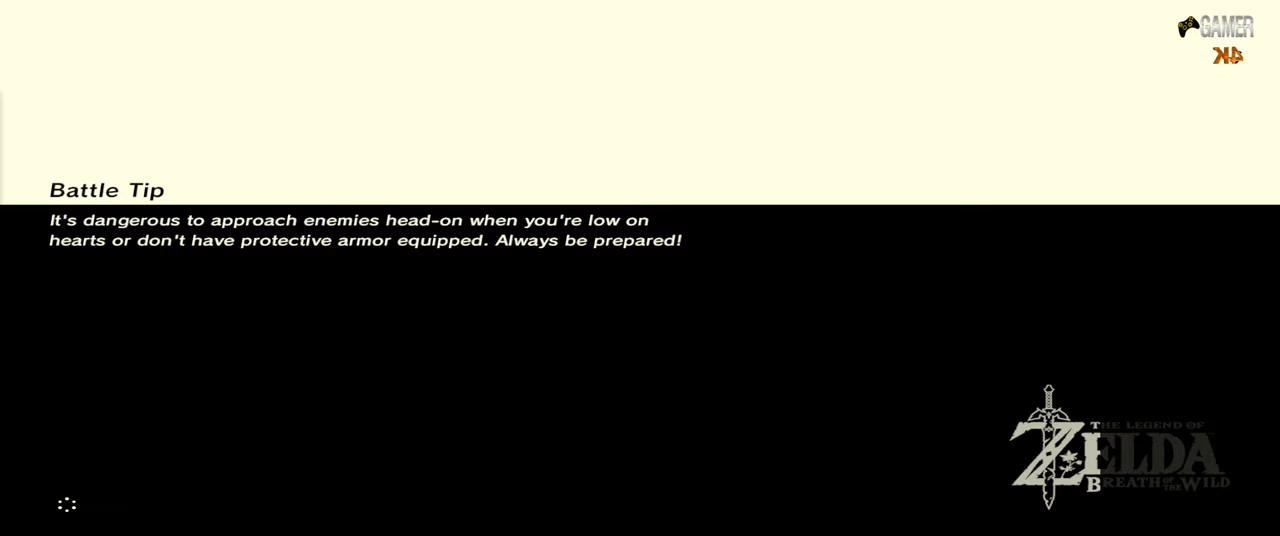 GAMER
4K
Battle Tip
It's dangerous to approach enemies head-on when you're low on
hearts or don't have protective armor equipped. Always be prepared!
THE LEGEND OF
ZELDA
BREATH OF THE WILD